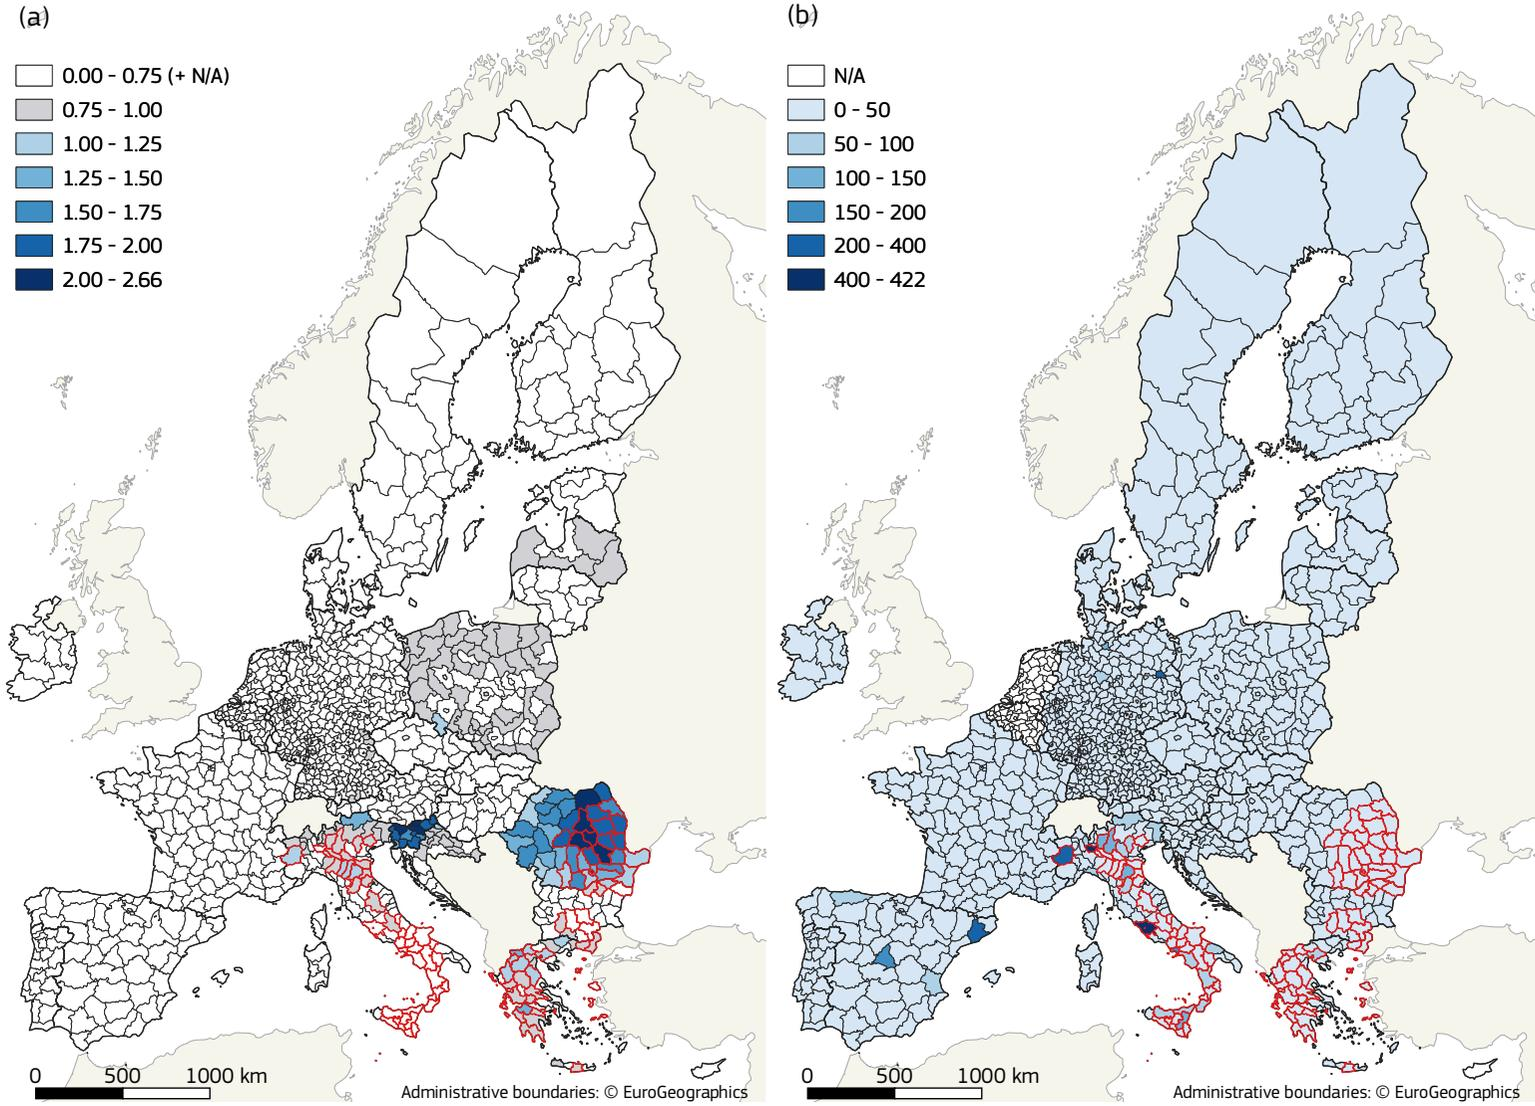 (a)
0.00 - 0.75 (+ N/A)
0.75 - 1.00
1.00 - 1.25
1.25 - 1.50
1.50 - 1.75
1.75 - 2.00
2.00 - 2.66
0 500 1000 km
Administrative boundaries: © EuroGeographics
(b)
N/A
0 - 50
50 - 100
100 - 150
150 - 200
200 - 400
400 - 422
0 500 1000 km
Administrative boundaries: © EuroGeographics